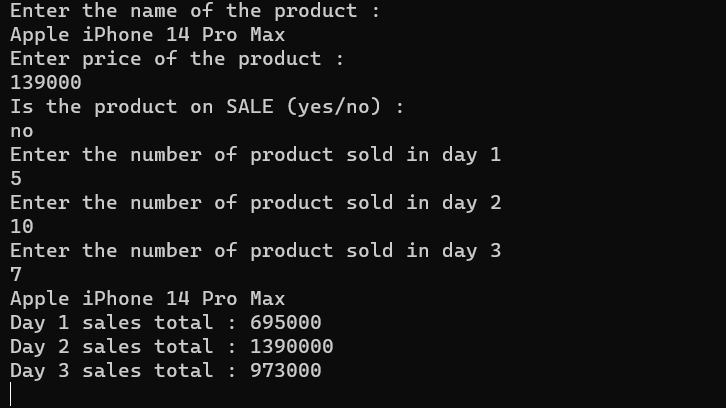 Enter the name of the product :
Apple iPhone 14 Pro Max
Enter price of the product :
139000
Is the product on SALE (yes/no) :
no
Enter the number of product sold in day 1
5
Enter the number of product sold in day 2
10
Enter the number of product sold in day 3
7
Apple iPhone 14 Pro Max
Day 1 sales total : 695000
Day 2 sales total : 1390000
Day 3 sales total : 973000